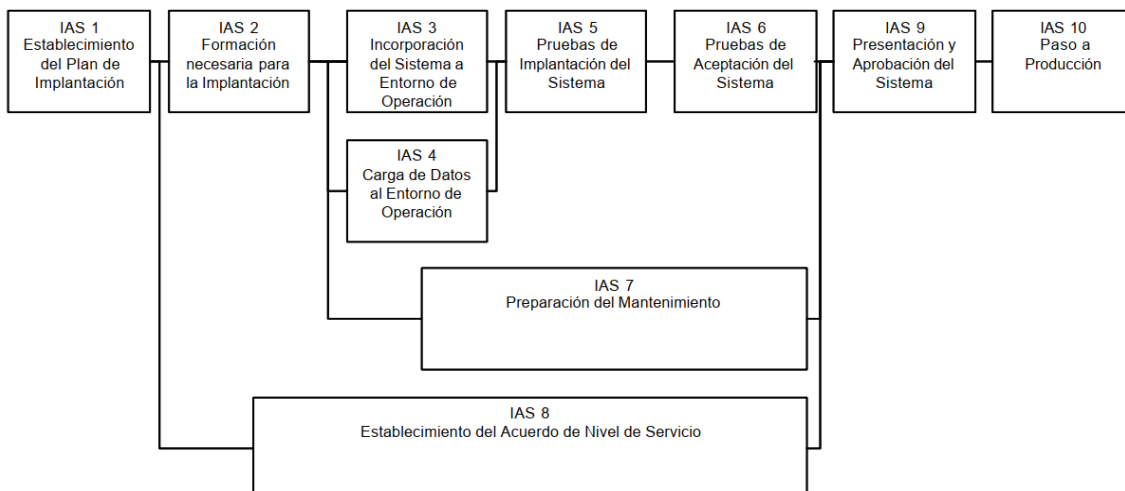 IAS 1
Establecimiento
del Plan de
Implantación
IAS 2
Formación
necesaria para
la Implantación
IAS 3
Incorporación
del Sistema a
Entorno de
Operación
IAS 5
Pruebas de
Implantación del
Sistema
IAS 6
Pruebas de
Aceptación del
Sistema
IAS 9
Presentación y
Aprobación del
Sistema
IAS 10
Paso a
Producción
IAS 4
Carga de Datos
al Entorno de
Operación
IAS 7
Preparación del Mantenimiento
IAS 8
Establecimiento del Acuerdo de Nivel de Servicio